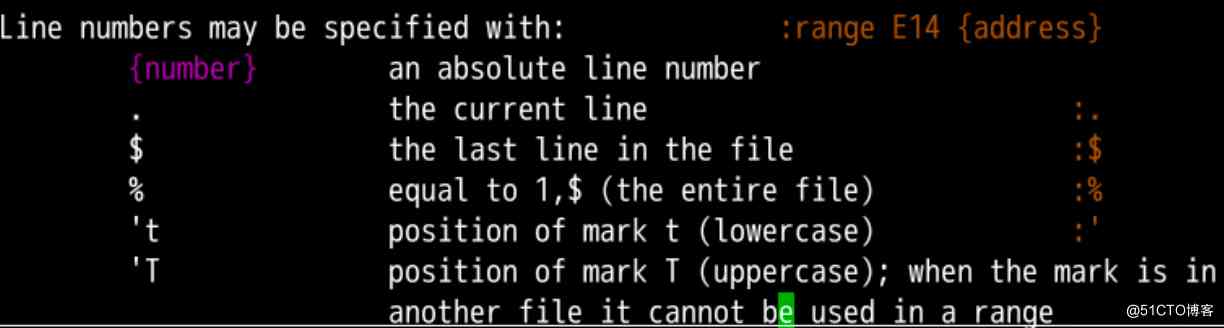 Line numbers may be specified with: :range E14 {address}
{number} an absolute line number
. the current line :.
$ the last line in the file :$
% equal to 1,$ (the entire file) :%
't position of mark t (lowercase) :'
'T position of mark T (uppercase); when the mark is in
another file it cannot be used in a range
@51CTO博客